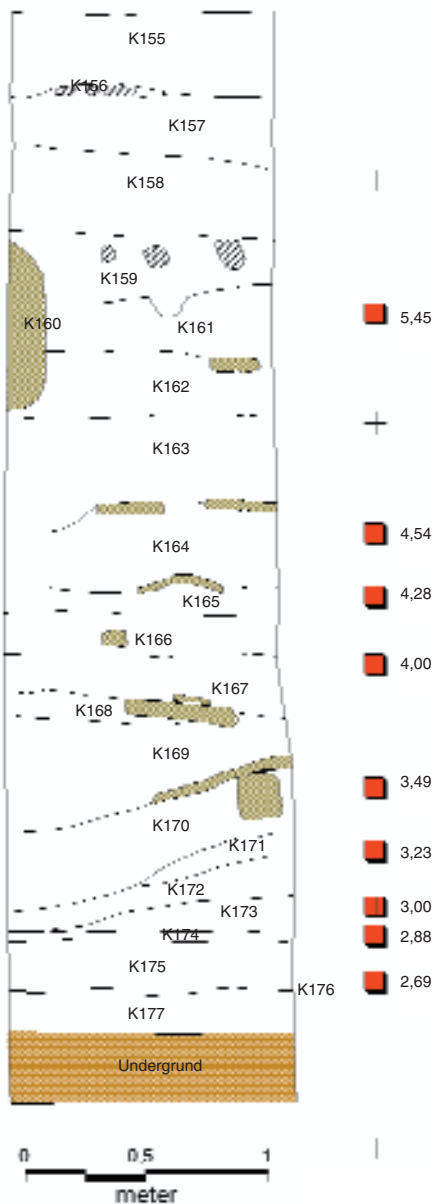 K155
K156
K157
K158
K159
K160
K161
5,45
K162
K163
4,54
K164
4,28
K165
K166
4,00
K167
K168
K169
3,49
K170
K171
3,23
K172
3,00
K173
K174
2,88
K175
2,69
K176
K177
Undergrund
0 0,5 1
meter